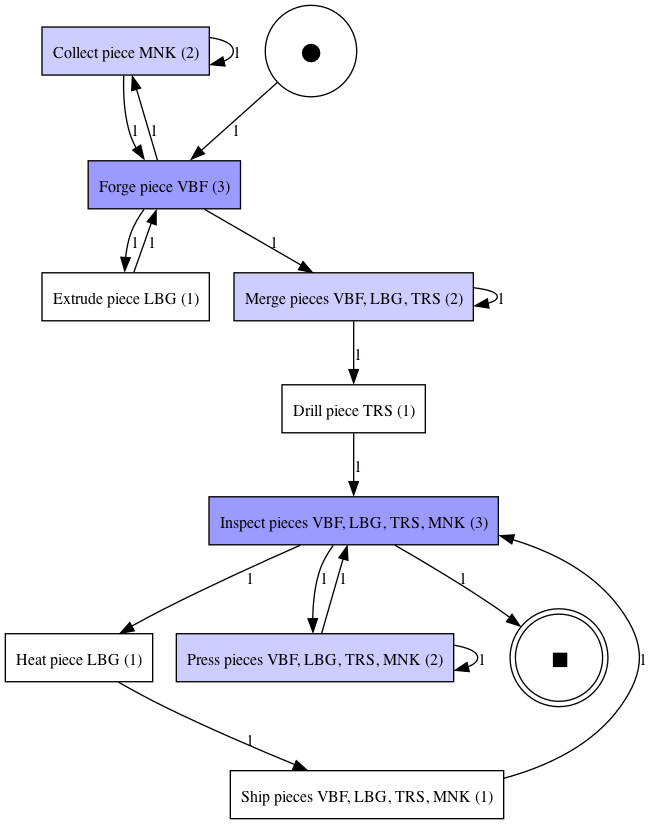 Collect piece MNK (2)
1
1
1
1
Forge piece VBF (3)
1
1
1
Extrude piece LBG (1)
Merge pieces VBF, LBG, TRS (2)
1
1
Drill piece TRS (1)
1
Inspect pieces VBF, LBG, TRS, MNK (3)
1
1
1
1
Heat piece LBG (1)
Press pieces VBF, LBG, TRS, MNK (2)
1
1
1
Ship pieces VBF, LBG, TRS, MNK (1)